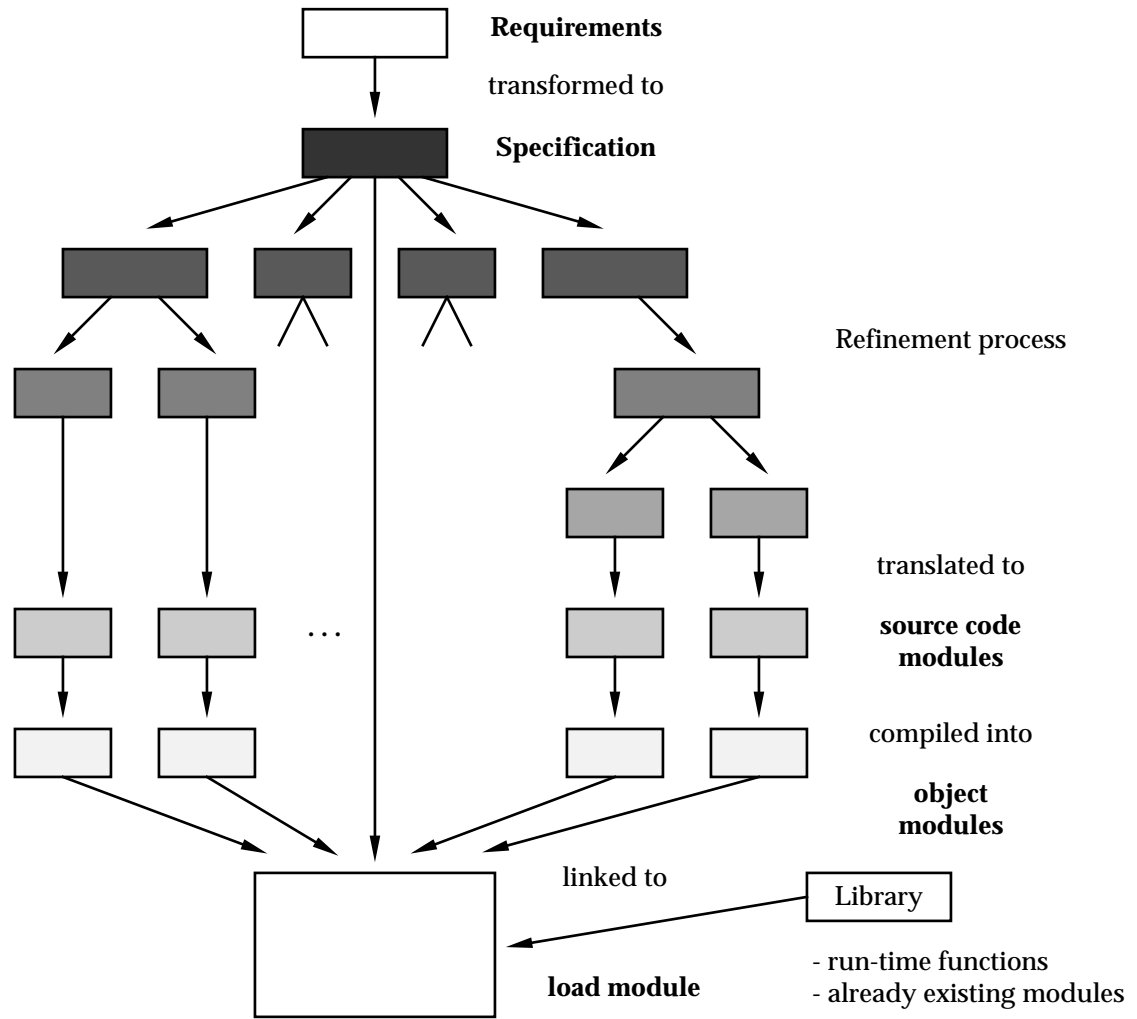 Requirements
transformed to
Specification
Refinement process
translated to
...
source code
modules
compiled into
object
modules
linked to
Library
load module
- run-time functions
- already existing modules